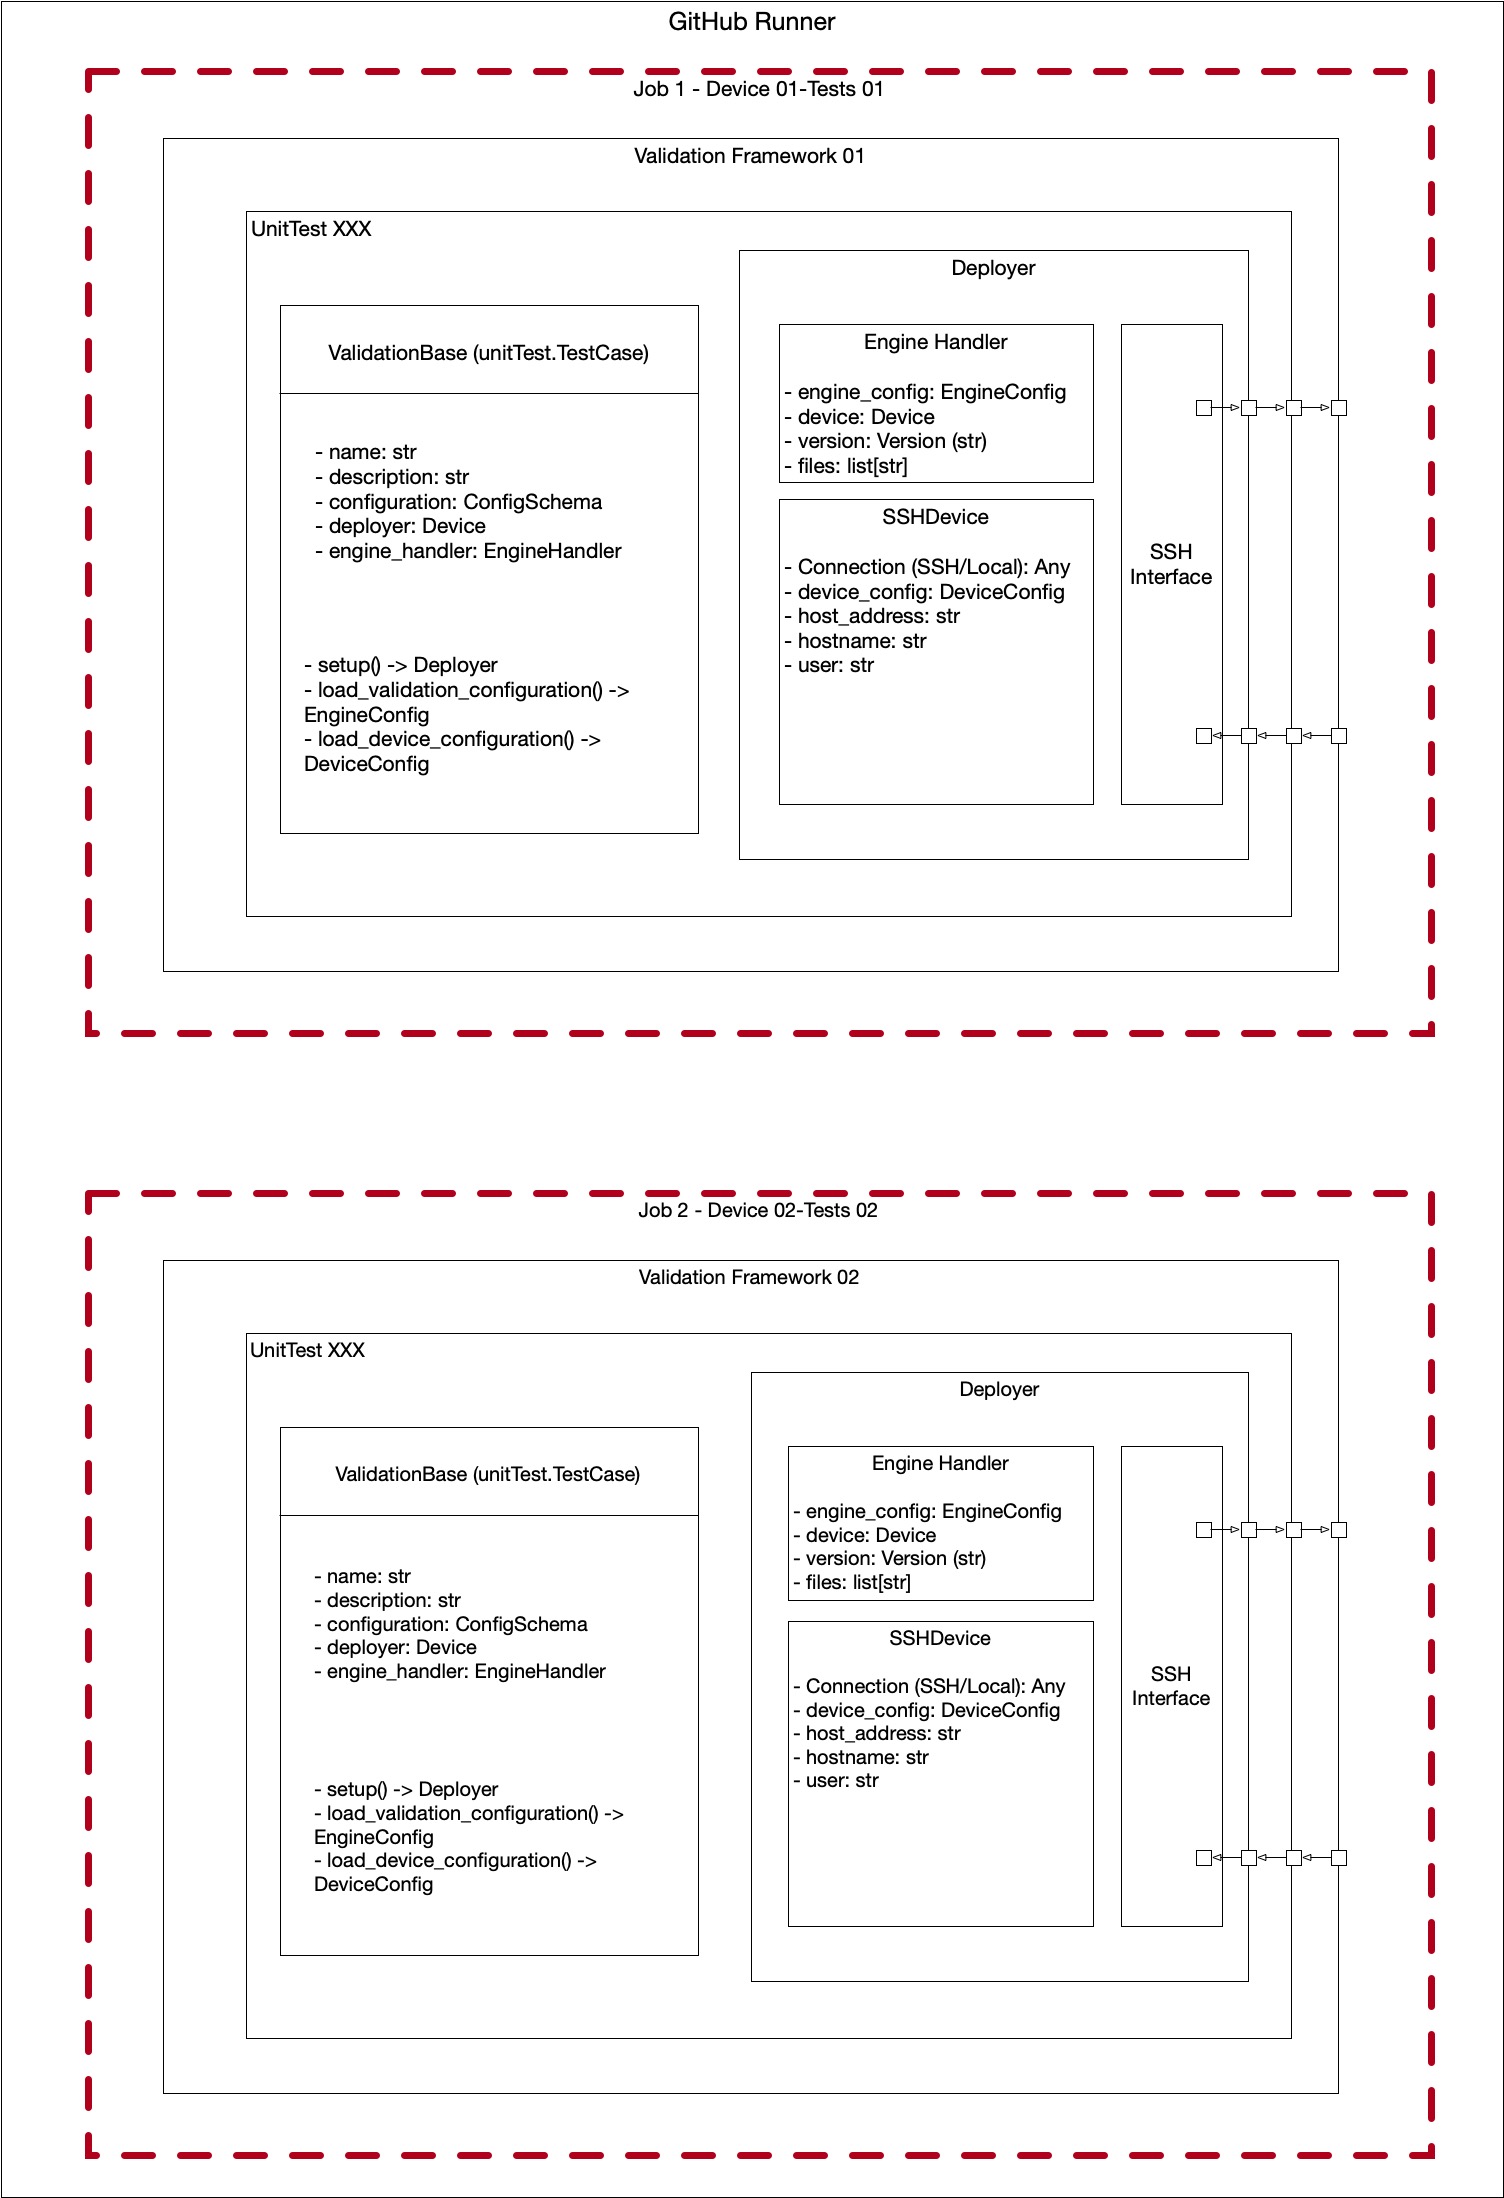 GitHub Runner
Job 1 - Device 01-Tests 01
Validation Framework 01
UnitTest XXX
ValidationBase (unitTest.TestCase)
- name: str
- description: str
- configuration: ConfigSchema
- deployer: Device
- engine_handler: EngineHandler
- setup() -> Deployer
- load_validation_configuration() ->
EngineConfig
- load_device_configuration() ->
DeviceConfig
Deployer
Engine Handler
- engine_config: EngineConfig
- device: Device
- version: Version (str)
- files: list[str]
SSHDevice
- Connection (SSH/Local): Any
- device_config: DeviceConfig
- host_address: str
- hostname: str
- user: str
SSH
Interface
Job 2 - Device 02-Tests 02
Validation Framework 02
UnitTest XXX
ValidationBase (unitTest.TestCase)
- name: str
- description: str
- configuration: ConfigSchema
- deployer: Device
- engine_handler: EngineHandler
- setup() -> Deployer
- load_validation_configuration() ->
EngineConfig
- load_device_configuration() ->
DeviceConfig
Deployer
Engine Handler
- engine_config: EngineConfig
- device: Device
- version: Version (str)
- files: list[str]
SSHDevice
- Connection (SSH/Local): Any
- device_config: DeviceConfig
- host_address: str
- hostname: str
- user: str
SSH
Interface